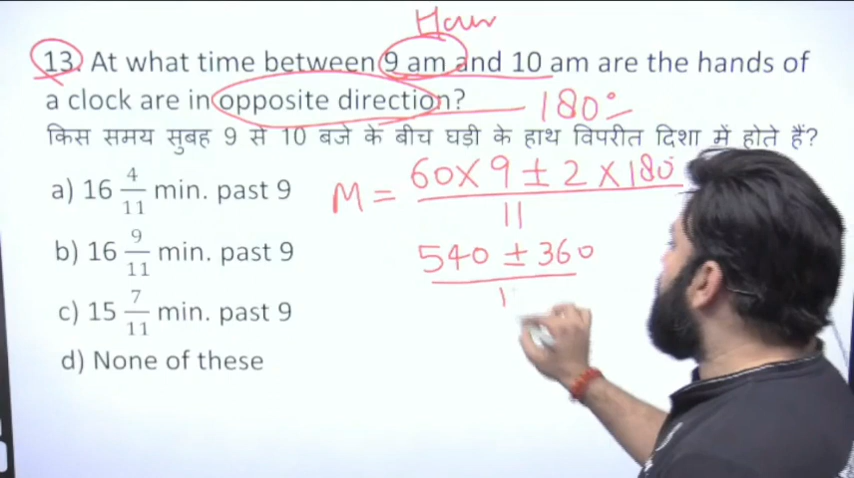 Hour
13. At what time between 9 am and 10 am are the hands of
a clock are in opposite direction? 180°
किस समय सुबह 9 से 10 बजे के बीच घड़ी के हाथ विपरीत दिशा में होते हैं?
a) 16 4/11 min. past 9
M = 60 × 9 ± 2 × 180 / 11
b) 16 9/11 min. past 9
540 ± 360 / 1
c) 15 7/11 min. past 9
d) None of these